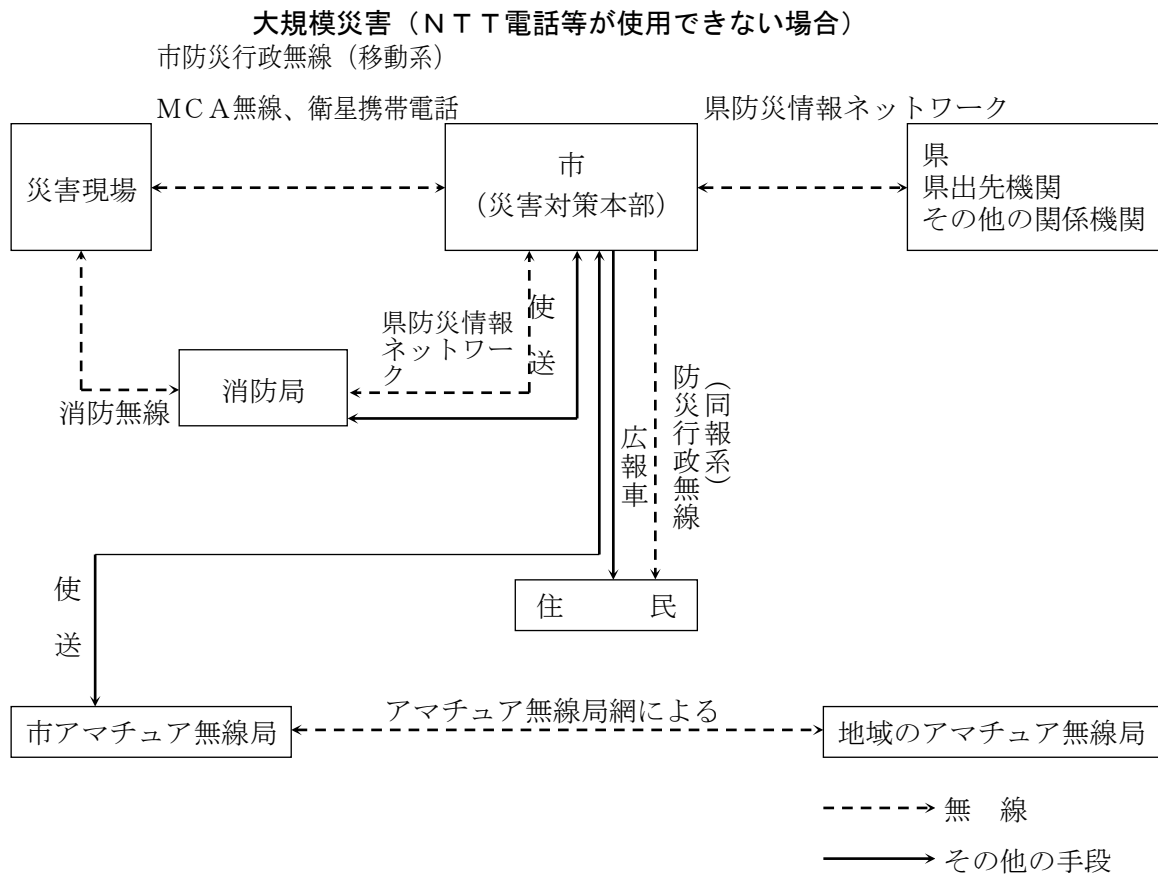 大規模災害（ＮＴＴ電話等が使用できない場合）
市防災行政無線（移動系）
ＭＣＡ無線、衛星携帯電話
県防災情報ネットワーク
災害現場
市
（災害対策本部）
県
県出先機関
その他の関係機関
使送
県防災情報
ネットワー
ク
消防局
消防無線
広報車
防災行政無線
（同報系）
住　　　民
使送
市アマチュア無線局
アマチュア無線局網による
地域のアマチュア無線局
無　線
その他の手段